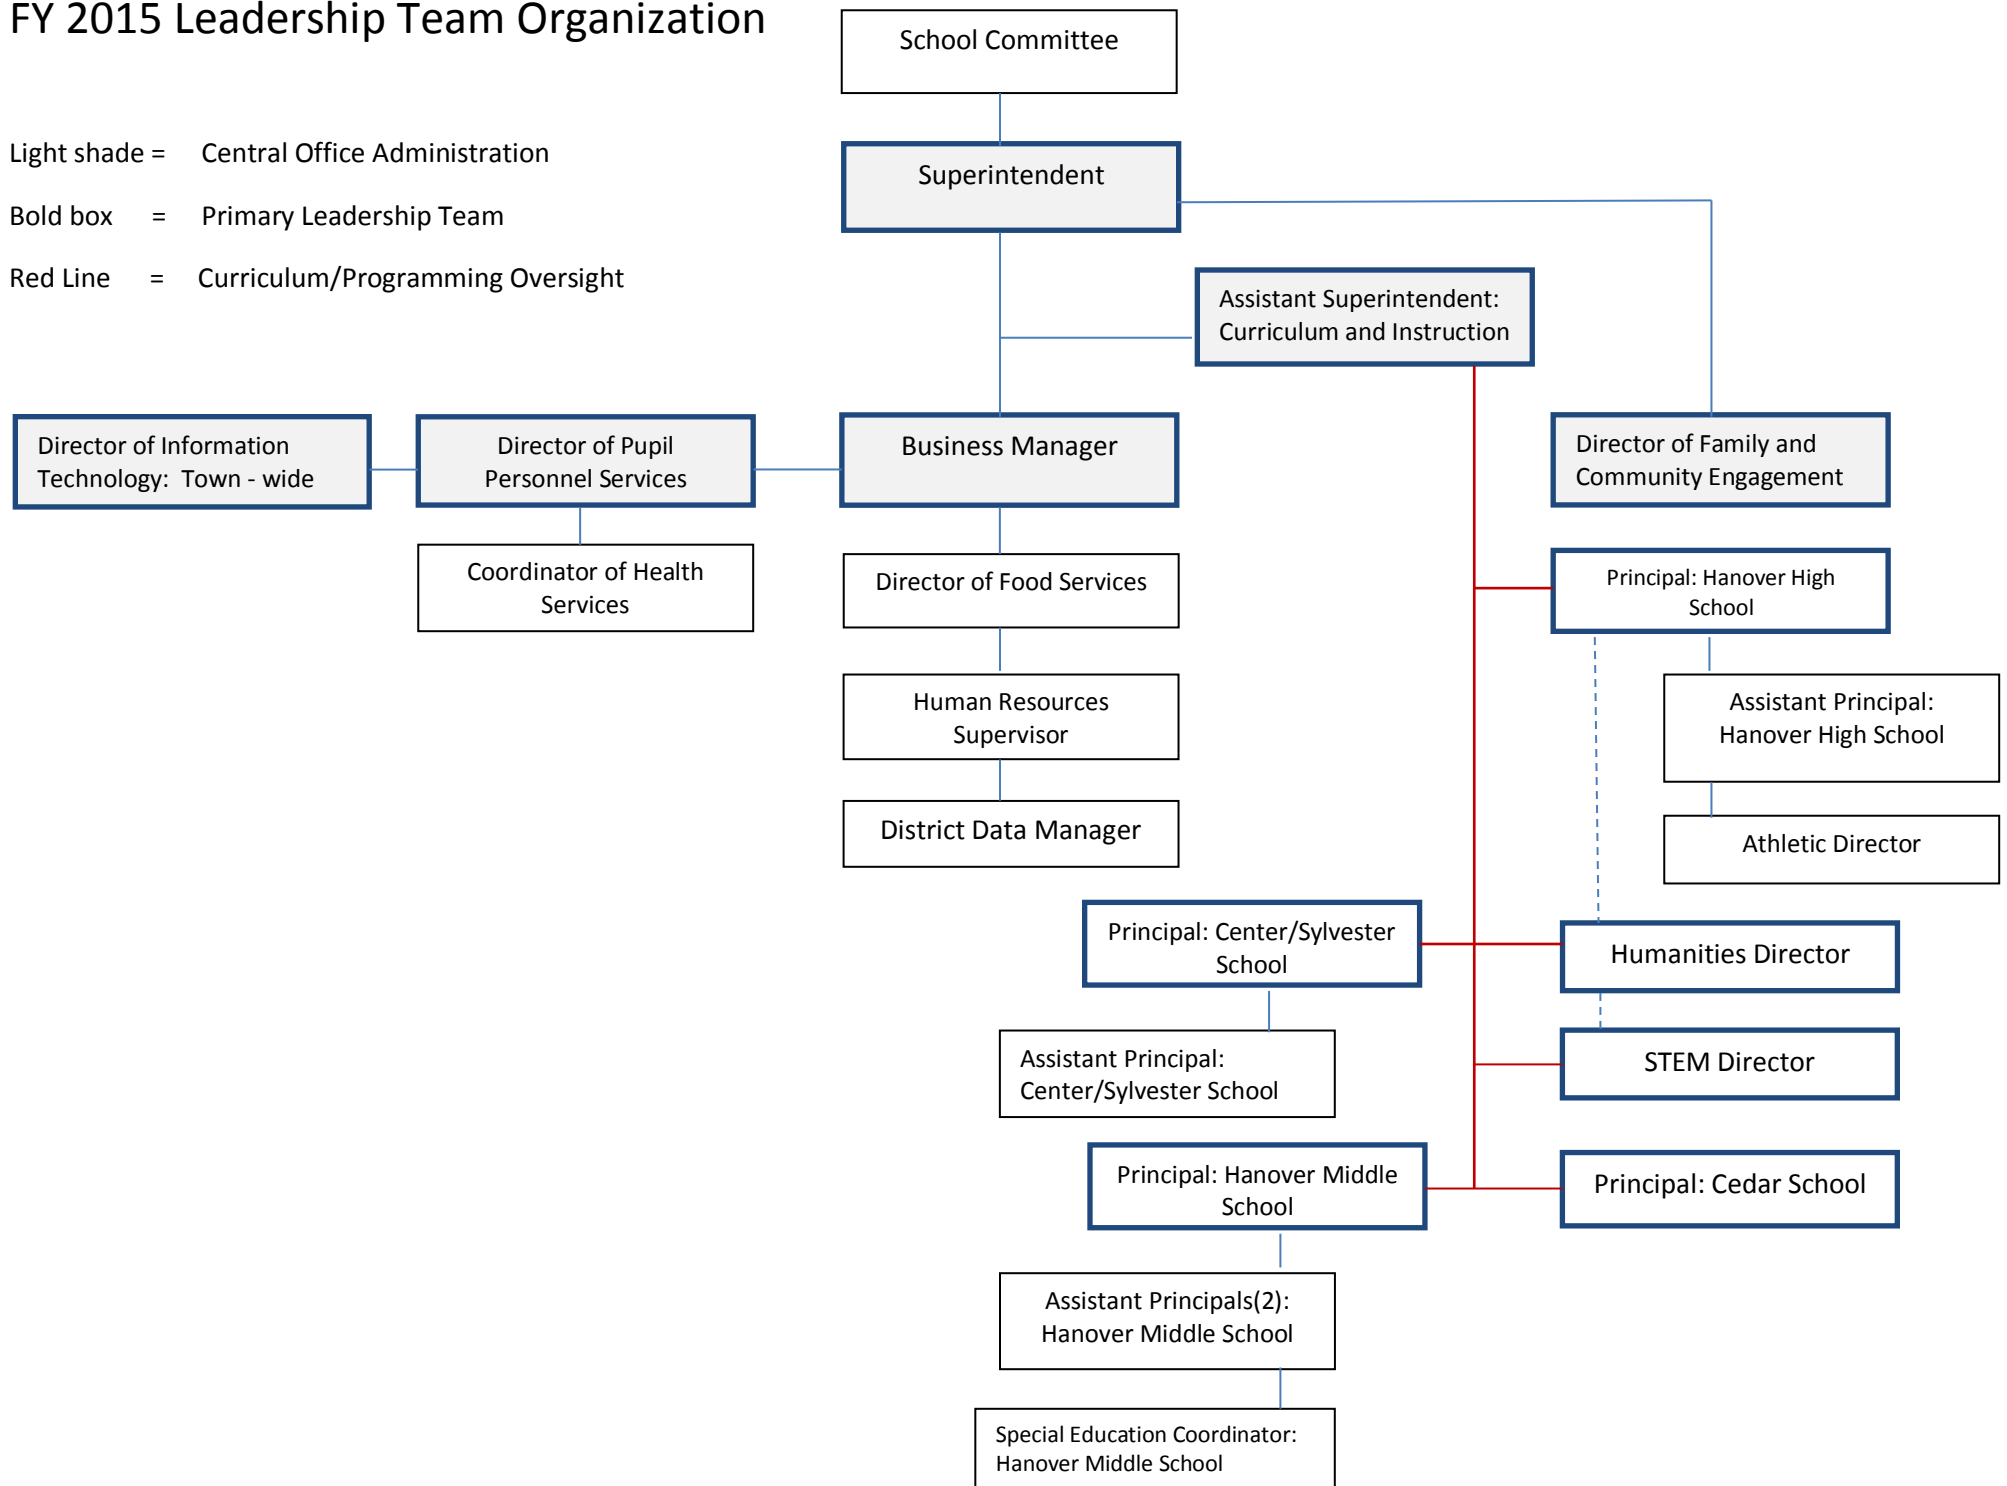 FY 2015 Leadership Team Organization
School Committee
Light shade = Central Office Administration
Superintendent
Bold box = Primary Leadership Team
Red Line = Curriculum/Programming Oversight
Assistant Superintendent:
Curriculum and Instruction
Director of Information
Technology: Town - wide
Director of Pupil
Personnel Services
Business Manager
Director of Family and
Community Engagement
Coordinator of Health
Services
Director of Food Services
Principal: Hanover High
School
Human Resources
Supervisor
Assistant Principal:
Hanover High School
District Data Manager
Athletic Director
Principal: Center/Sylvester
School
Humanities Director
Assistant Principal:
Center/Sylvester School
STEM Director
Principal: Hanover Middle
School
Principal: Cedar School
Assistant Principals(2):
Hanover Middle School
Special Education Coordinator:
Hanover Middle School